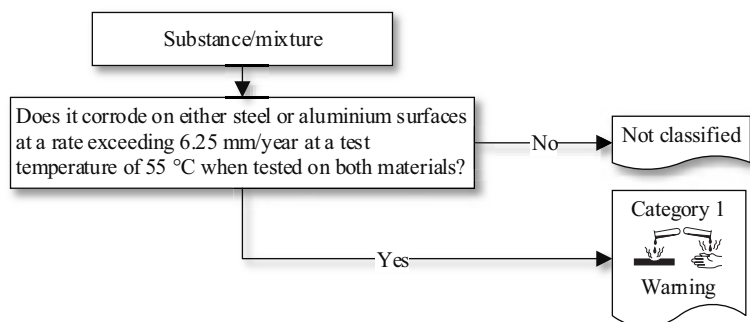 Substance/mixture
Does it corrode on either steel or aluminium surfaces
at a rate exceeding 6.25 mm/year at a test
temperature of 55 °C when tested on both materials?
No
Not classified
Category 1
Yes
Warning